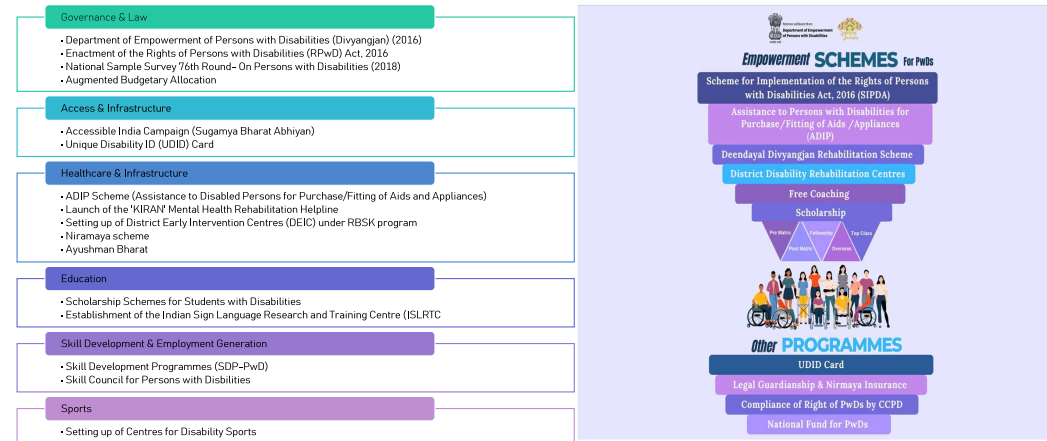 Governance & Law
• Department of Empowerment of Persons with Disabilities (Divyangjan) (2016)
• Enactment of the Rights of Persons with Disabilities (RPwD) Act, 2016
• National Sample Survey 76th Round– On Persons with Disabilities (2018)
• Augmented Budgetary Allocation
Access & Infrastructure
• Accessible India Campaign (Sugamya Bharat Abhiyan)
• Unique Disability ID (UDID) Card
Healthcare & Infrastructure
• ADIP Scheme (Assistance to Disabled Persons for Purchase/Fitting of Aids and Appliances)
• Launch of the 'KIRAN' Mental Health Rehabilitation Helpline
• Setting up of District Early Intervention Centres (DEIC) under RBSK program
• Niramaya scheme
• Ayushman Bharat
Education
• Scholarship Schemes for Students with Disabilities
• Establishment of the Indian Sign Language Research and Training Centre (ISLRTC
Skill Development & Employment Generation
• Skill Development Programmes (SDP-PwD)
• Skill Council for Persons with Disbilities
Sports
• Setting up of Centres for Disability Sports
Department of Empowerment
of Persons with Disabilities
Empowerment SCHEMES For PwDs
Scheme for Implementation of the Rights of Persons
with Disabilities Act, 2016 (SIPDA)
Assistance to Persons with Disabilities for
Purchase/Fitting of Aids /Appliances
(ADIP)
Deendayal Divyangjan Rehabilitation Scheme
District Disability Rehabilitation Centres
Free Coaching
Scholarship
Pre Matric
Post Matric
Fellowship
Overseas
Top Class
Other PROGRAMMES
UDID Card
Legal Guardianship & Nirmaya Insurance
Compliance of Right of PwDs by CCPD
National Fund for PwDs